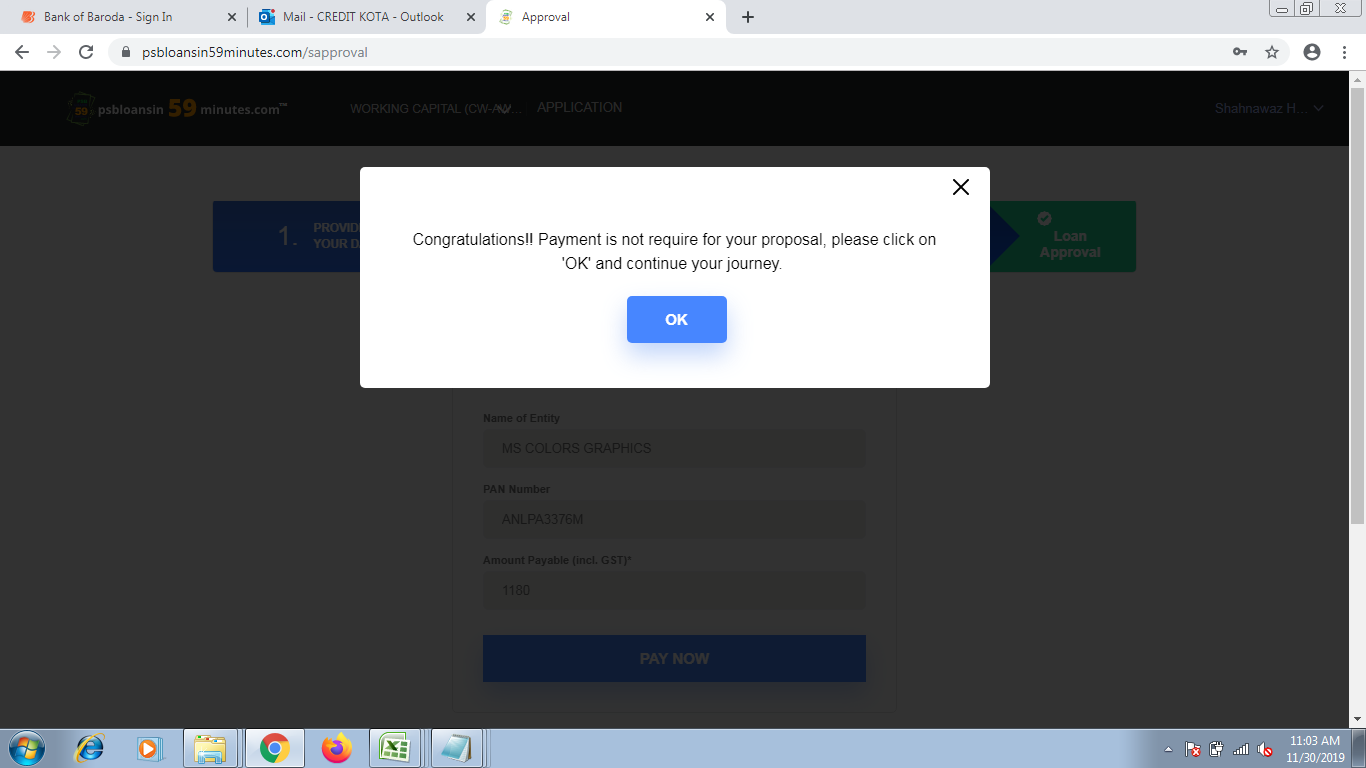 Bank of Baroda - Sign In
Mail - CREDIT KOTA - Outlook
Approval
psbloansin59minutes.com/sapproval
psbloansin 59 minutes.com™
WORKING CAPITAL (CW-
APPLICATION
Shahnawaz H...
Congratulations!! Payment is not require for your proposal, please click on
'OK' and continue your journey.
OK
1.
PROVID
YOUR D
Loan
Approval
Name of Entity
MS COLORS GRAPHICS
PAN Number
ANLPA3376M
Amount Payable (incl. GST)*
1180
PAY NOW
11:03 AM
11/30/2019